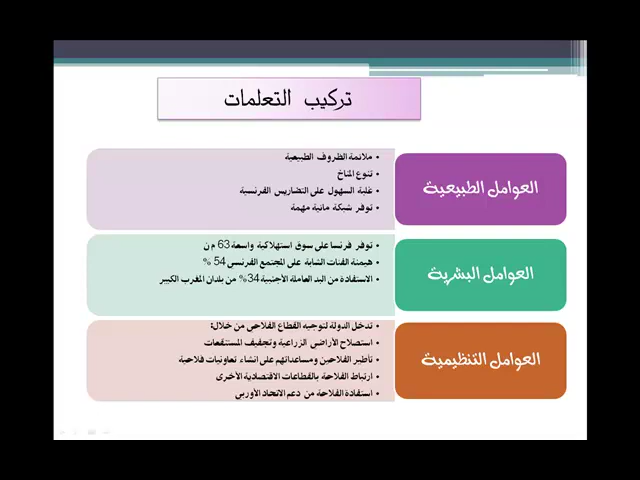 تركيب التعلمات
العوامل الطبيعية
• ملائمة الظروف الطبيعية
• تنوع المناخ
• غلبة السهول على التضاريس الفرنسية
• توفر شبكة مائية مهمة
العوامل البشرية
• توفر فرنسا على سوق استهلاكية واسعة 63 م ن
• هيمنة الفئات الشابة على المجتمع الفرنسي 54 %
• الاستفادة من اليد العاملة الأجنبية 34% من بلدان المغرب الكبير
العوامل التنظيمية
• تدخل الدولة لتوجيه القطاع الفلاحي من خلال:
• استصلاح الأراضي الزراعية وتجفيف المستنقعات
• تأطير الفلاحين ومساعداتهم على انشاء تعاونيات فلاحية
• ارتباط الفلاحة بالقطاعات الاقتصادية الأخرى
• استفادة الفلاحة من دعم الاتحاد الأوربي